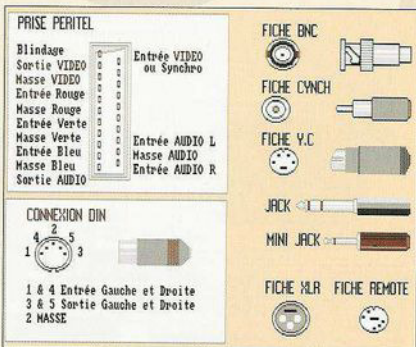 PRISE PERITEL
Blindage
Sortie VIDEO
Masse VIDEO
Entrée Rouge
Masse Rouge
Entrée Verte
Masse Verte
Entrée Bleu
Masse Bleu
Sortie AUDIO
Entrée VIDEO
ou Synchro
Entrée AUDIO L
Masse AUDIO
Entrée AUDIO R
CONNEXION DIN
2
4 5
1 3
1 & 4 Entrée Gauche et Droite
3 & 5 Sortie Gauche et Droite
2 MASSE
FICHE BNC
FICHE CYNCH
FICHE Y.C
JACK
MINI JACK
FICHE XLR FICHE REMOTE